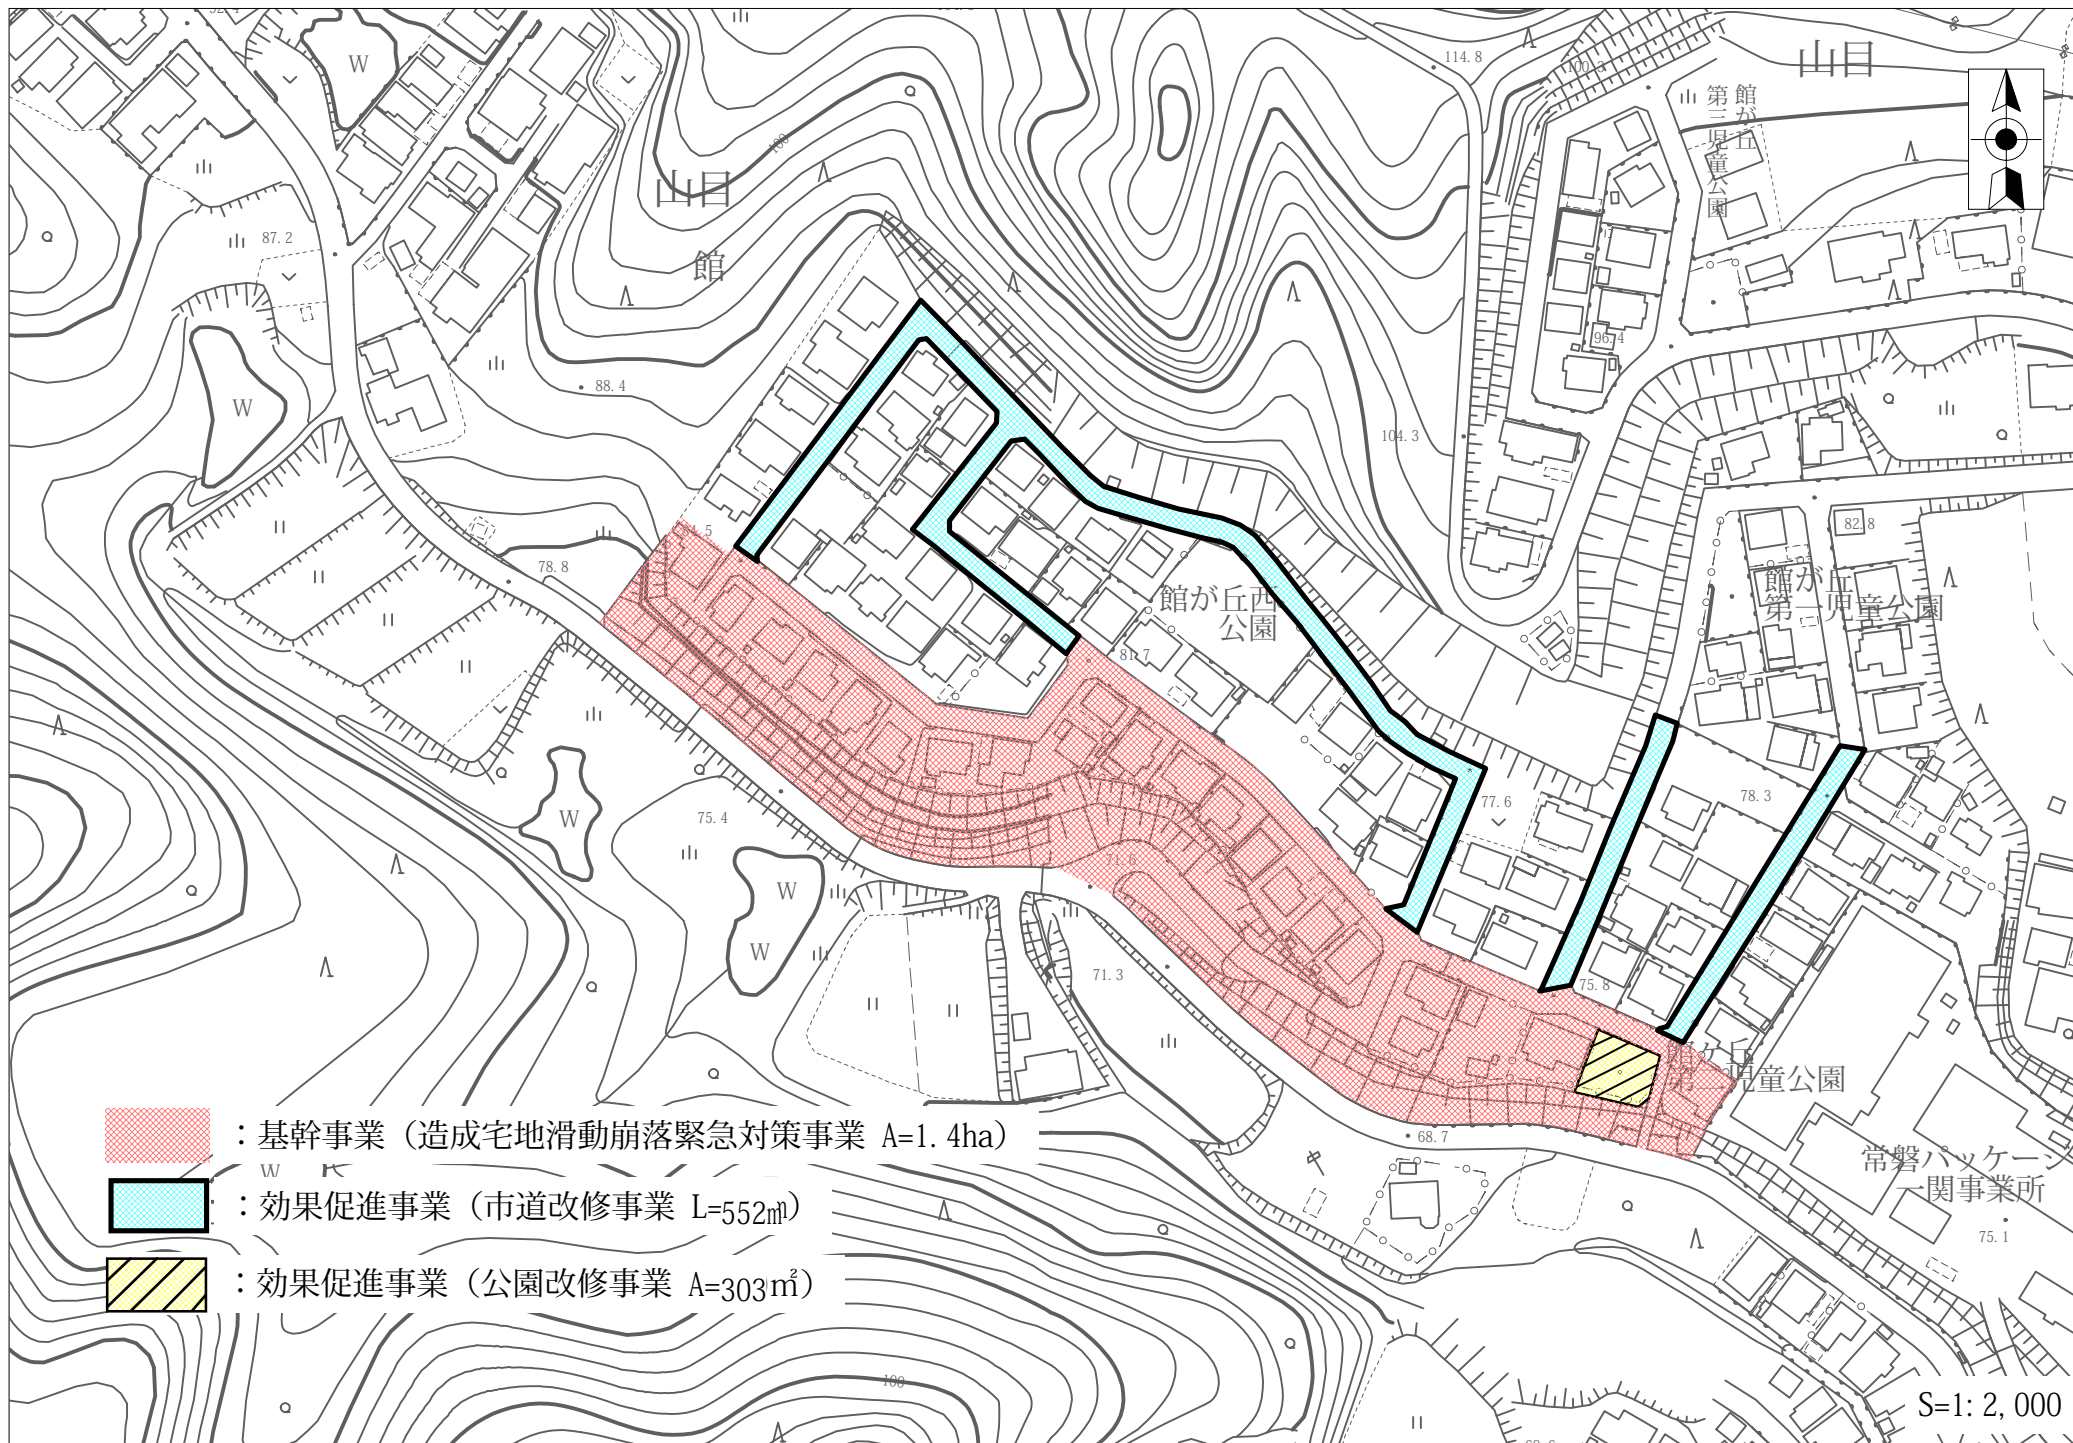 114.8
100.3
山目
館が丘
第三児童公園
W
100
山目
87.2
館
96.4
88.4
W
104.3
82.8
78.8
館が丘西
公園
館が丘
第一児童公園
81.7
77.6
78.3
75.4
W
71.6
W
W
71.3
75.8
児童公園
68.7
：基幹事業（造成宅地滑動崩落緊急対策事業 A=1.4ha）
W
常磐パッケージ
一関事業所
：効果促進事業（市道改修事業 L=552㎡）
75.1
：効果促進事業（公園改修事業 A=303㎡）
100
S=1:2,000